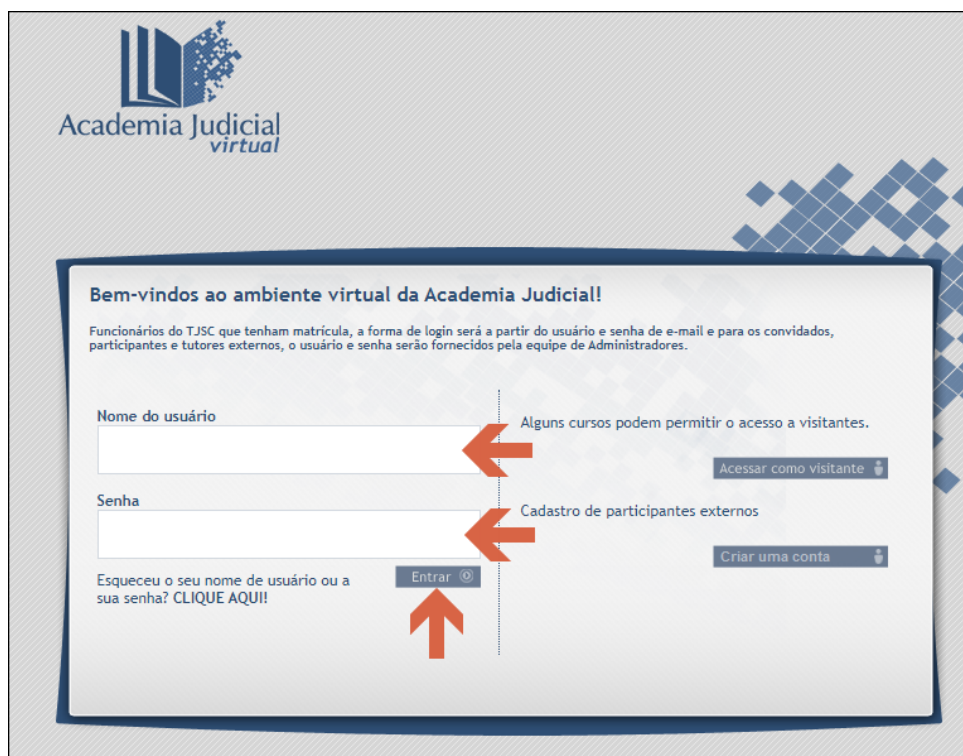 Academia Judicial
virtual
Bem-vindos ao ambiente virtual da Academia Judicial!
Funcionários do TJSC que tenham matrícula, a forma de login será a partir do usuário e senha de e-mail e para os convidados,
participantes e tutores externos, o usuário e senha serão fornecidos pela equipe de Administradores.
Nome do usuário
Senha
Esqueceu o seu nome de usuário ou a
sua senha? CLIQUE AQUI!
Entrar
Alguns cursos podem permitir o acesso a visitantes.
Acessar como visitante
Cadastro de participantes externos
Criar uma conta